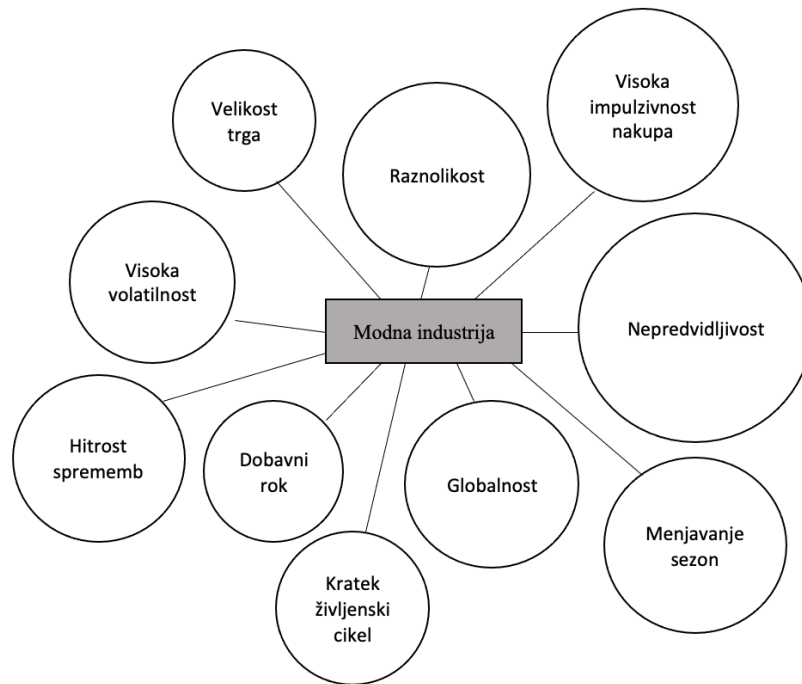 Visoka
impulzivnost
nakupa
Velikost
trga
Raznolikost
Visoka
volatilnost
Modna industrija
Nepredvidljivost
Hitrost
sprememb
Dobavni
rok
Globalnost
Menjavanje
sezon
Kratek
življenski
cikel